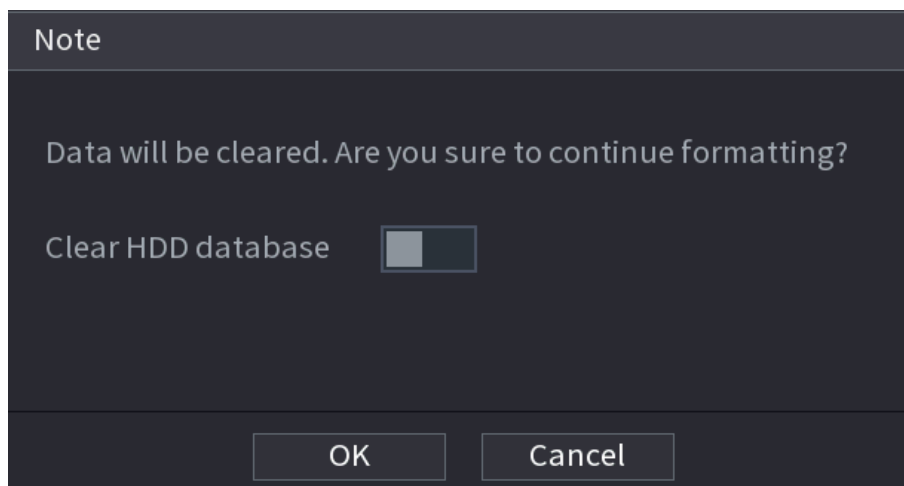 Note
Data will be cleared. Are you sure to continue formatting?
Clear HDD database
OK
Cancel